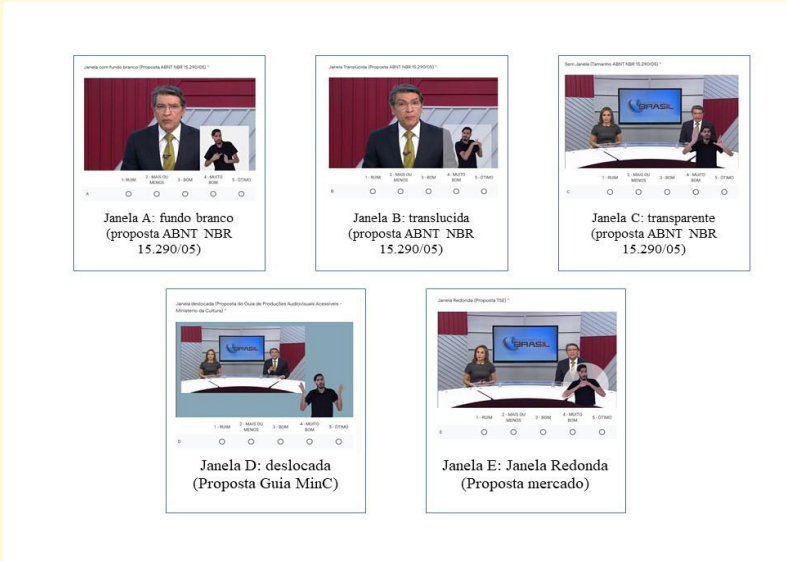 Janela com fundo branco (Proposta ABNT NBR 15.290/05) *
1 - RUIM 2 - MAIS OU MENOS 3 - BOM 4 - MUITO BOM 5 - ÓTIMO
A
Janela A: fundo branco
(proposta ABNT NBR
15.290/05)
Janela Translucida (Proposta ABNT NBR 15.290/05) *
1 - RUIM 2 - MAIS OU MENOS 3 - BOM 4 - MUITO BOM 5 - ÓTIMO
B
Janela B: translucida
(proposta ABNT NBR
15.290/05)
Sem Janela (Tamanho ABNT NBR 15.290/05) *
BRASIL
1 - RUIM 2 - MAIS OU MENOS 3 - BOM 4 - MUITO BOM 5 - ÓTIMO
C
Janela C: transparente
(proposta ABNT NBR
15.290/05)
Janela deslocada (Proposta do Guia de Produções Audiovisuais Acessíveis -
Ministério da Cultura) *
BRASIL
1 - RUIM 2 - MAIS OU MENOS 3 - BOM 4 - MUITO BOM 5 - ÓTIMO
D
Janela D: deslocada
(Proposta Guia MinC)
Janela Redonda (Proposta TSE) *
BRASIL
1 - RUIM 2 - MAIS OU MENOS 3 - BOM 4 - MUITO BOM 5 - ÓTIMO
E
Janela E: Janela Redonda
(Proposta mercado)